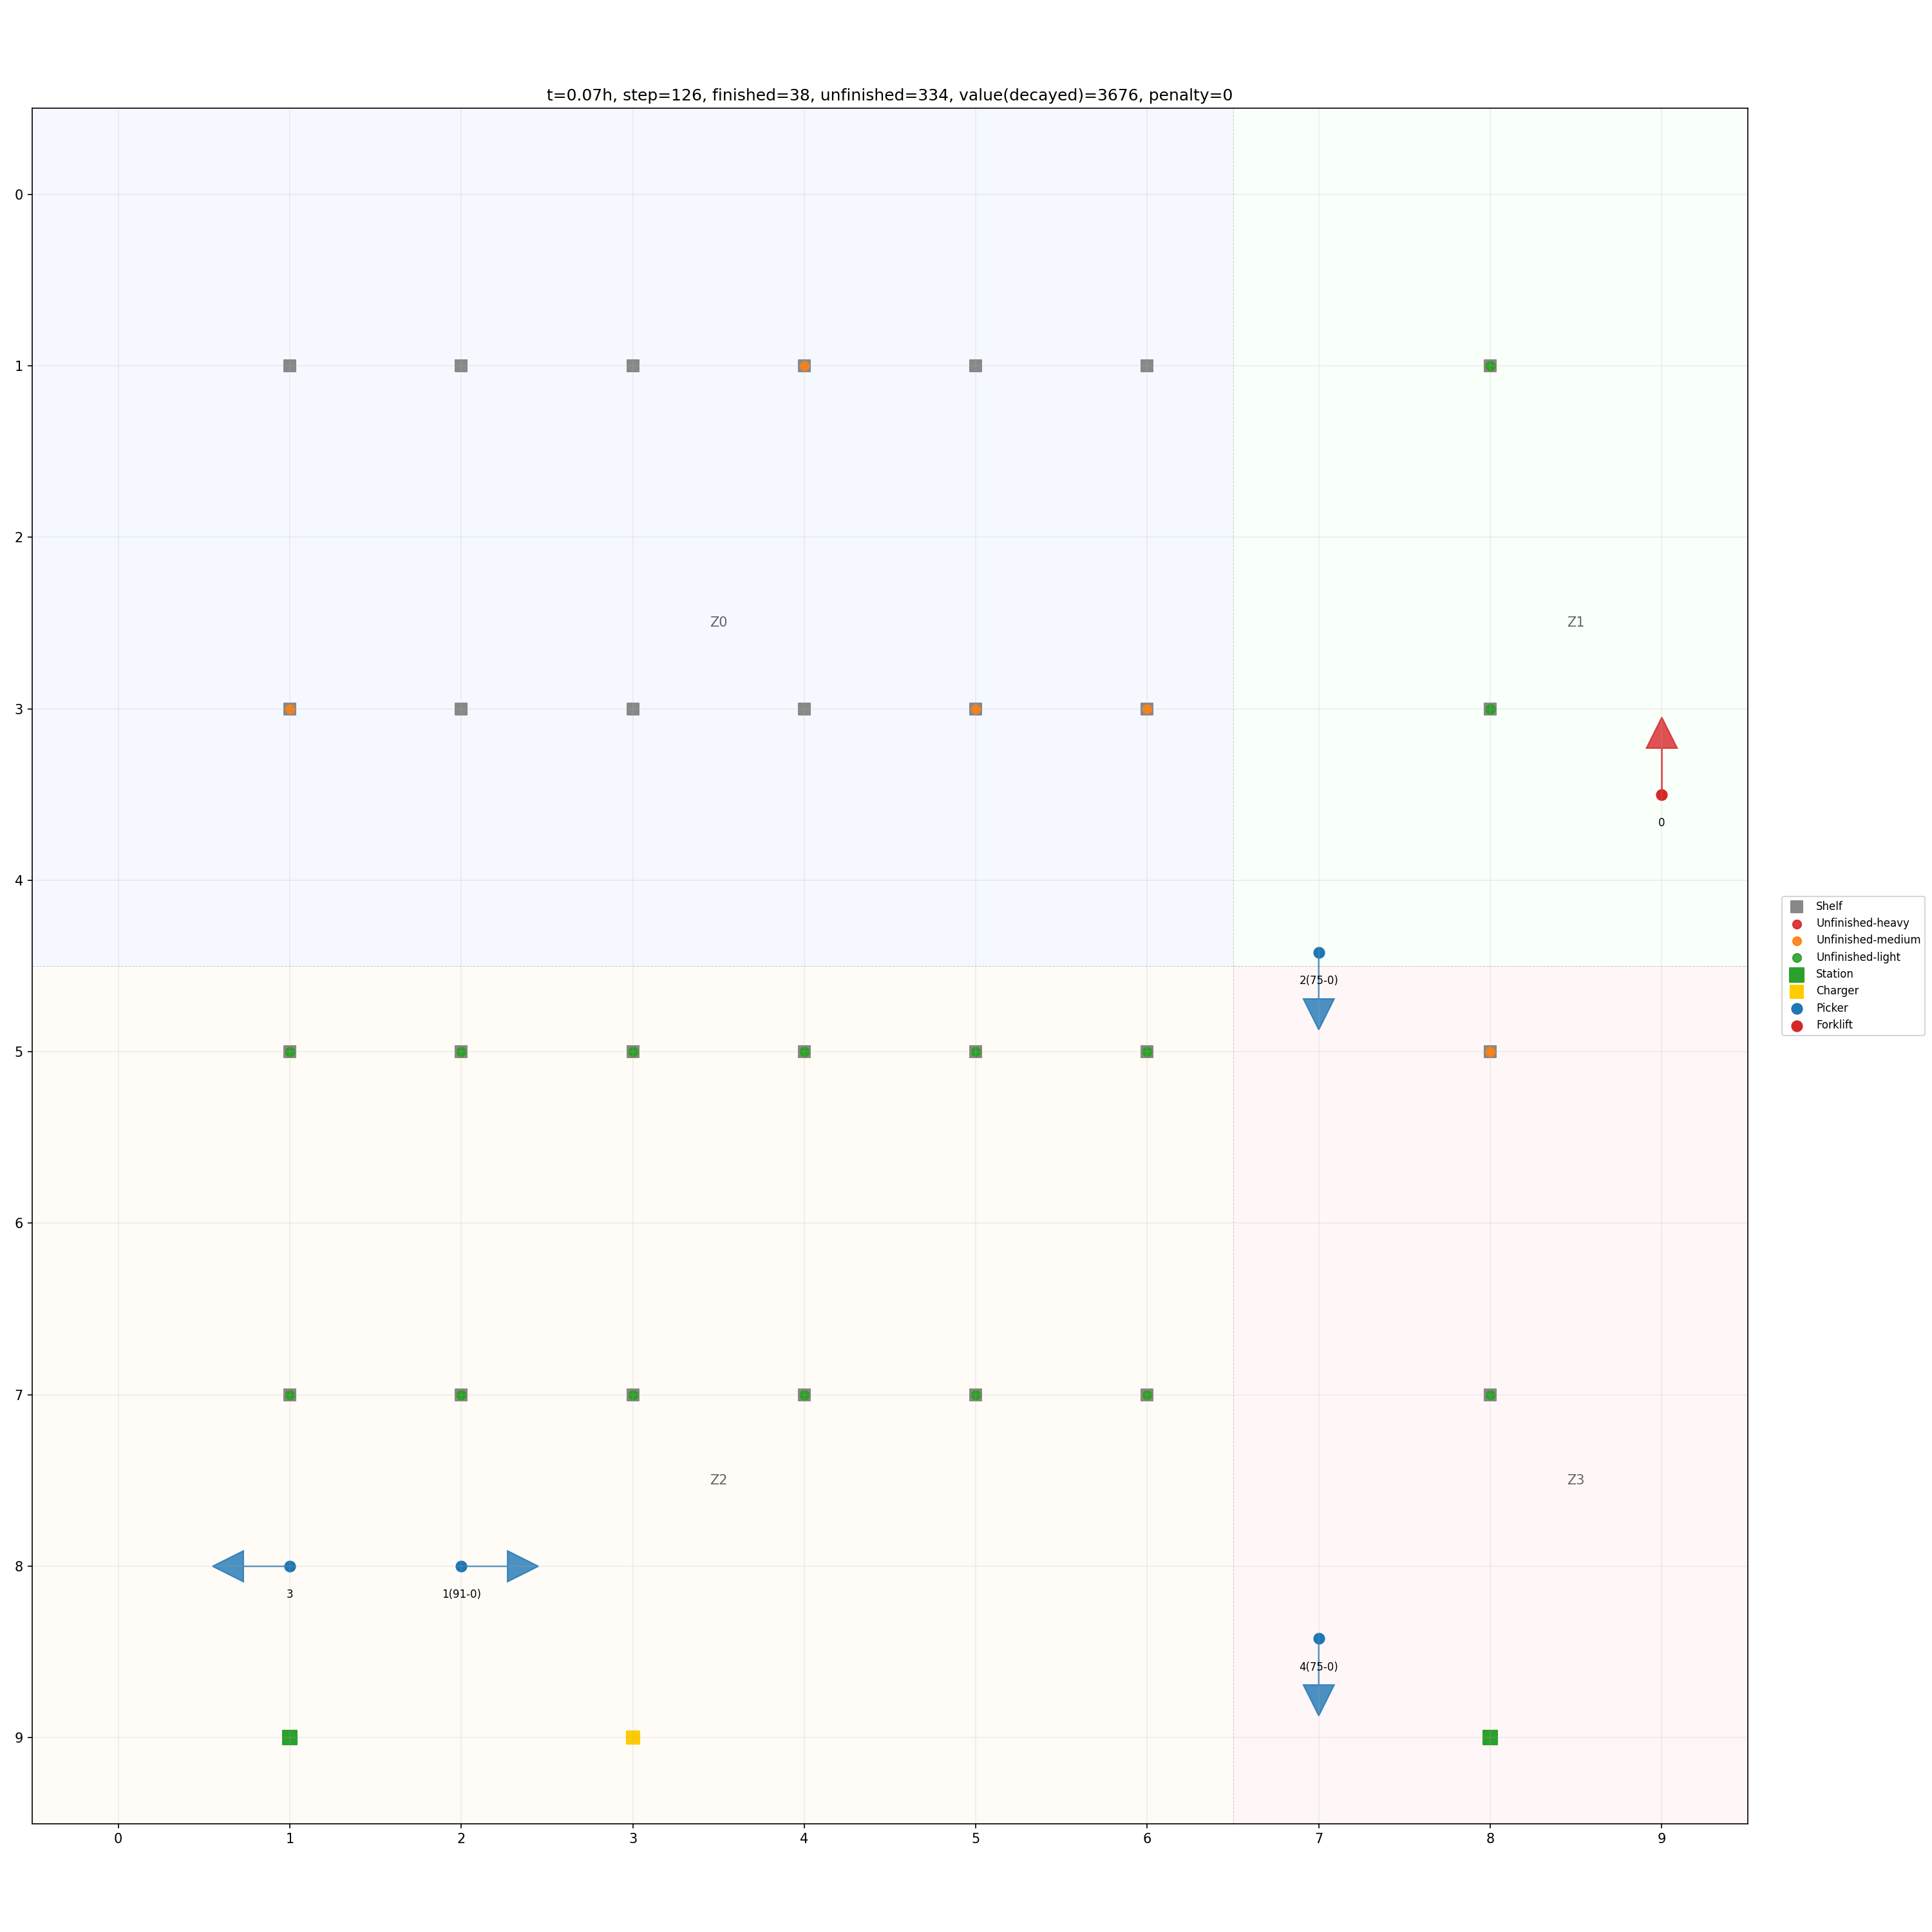 t=0.07h, step=126, finished=38, unfinished=334, value(decayed)=3676, penalty=0
0
1
2
Z0
Z1
3
0
4
2(75-0)
Shelf
Unfinished-heavy
Unfinished-medium
Unfinished-light
Station
Charger
Picker
Forklift
5
6
7
Z2
Z3
8
3
1(91-0)
4(75-0)
9
0 1 2 3 4 5 6 7 8 9